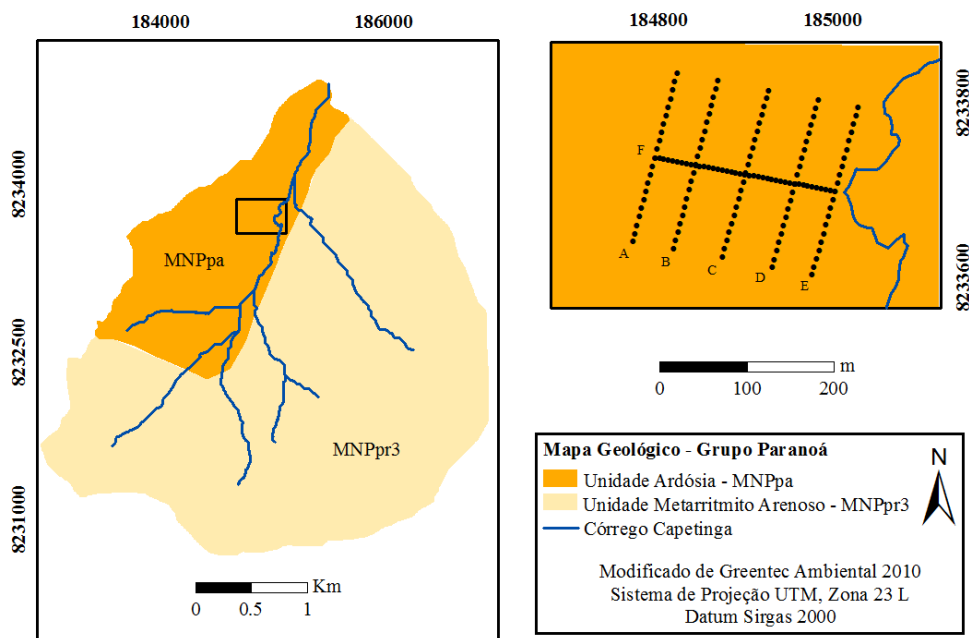 184000
186000
8234000
8232500
8231000
MNPpa
MNPpr3
Km
0
0.5
1
184800
185000
8233800
8233600
F
A
B
C
D
E
m
0
100
200
Mapa Geológico - Grupo Paranoá
Unidade Ardósia - MNPpa
Unidade Metarritmito Arenoso - MNPpr3
Córrego Capetinga
N
Modificado de Greentec Ambiental 2010
Sistema de Projeção UTM, Zona 23 L
Datum Sirgas 2000